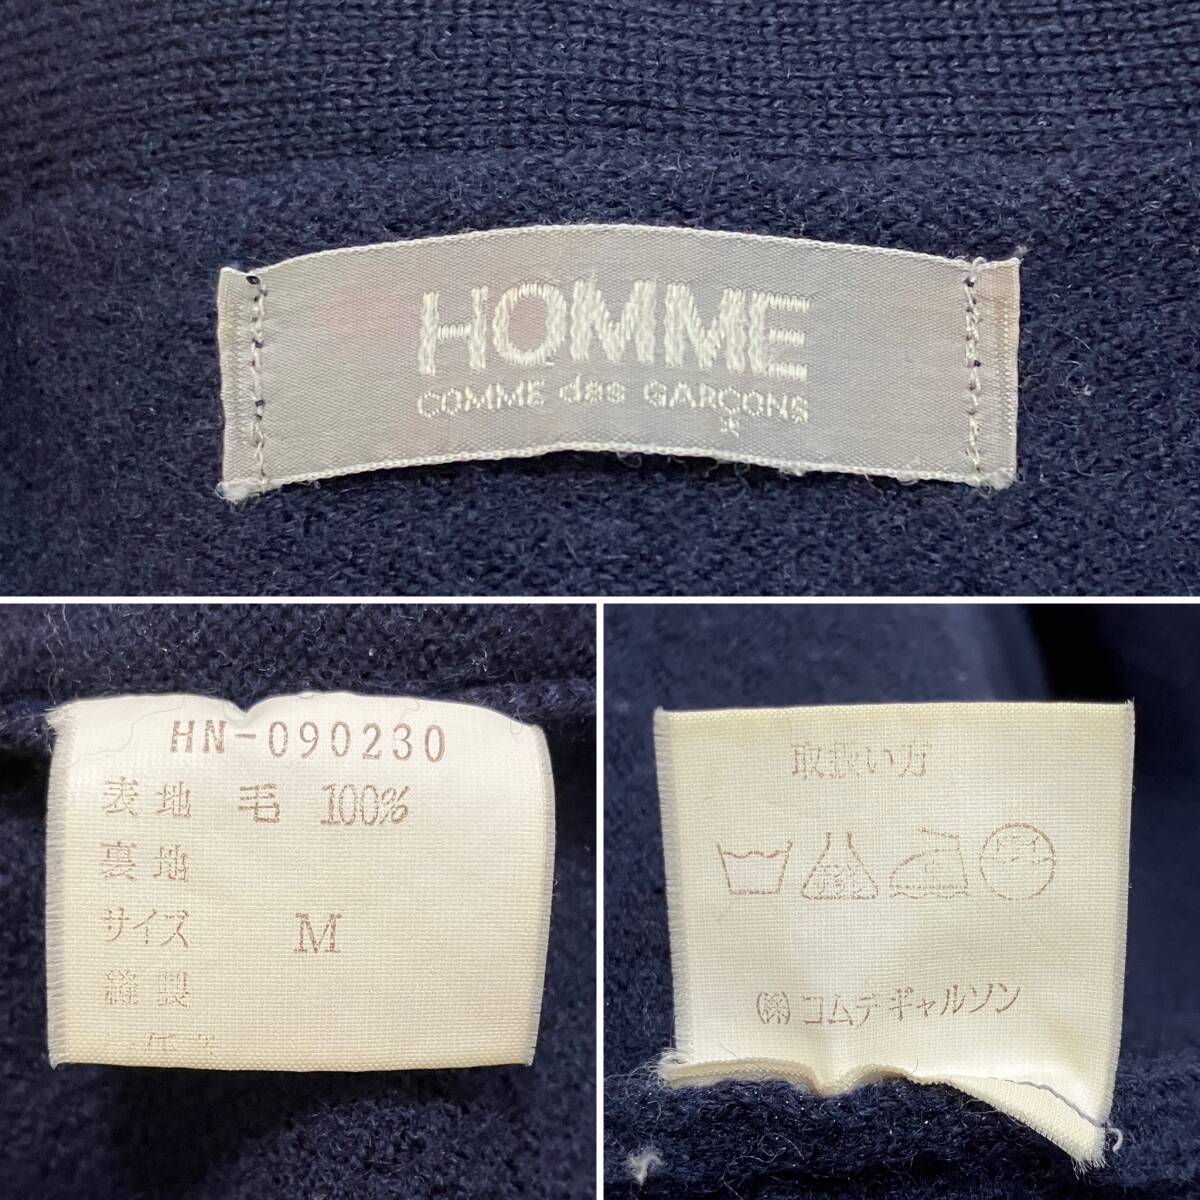 HOMME
COMME des GARÇONS
HN-090230
表地 毛 100%
裏地
サイズ M
縫製
取扱い方
㈱コムデギャルソン